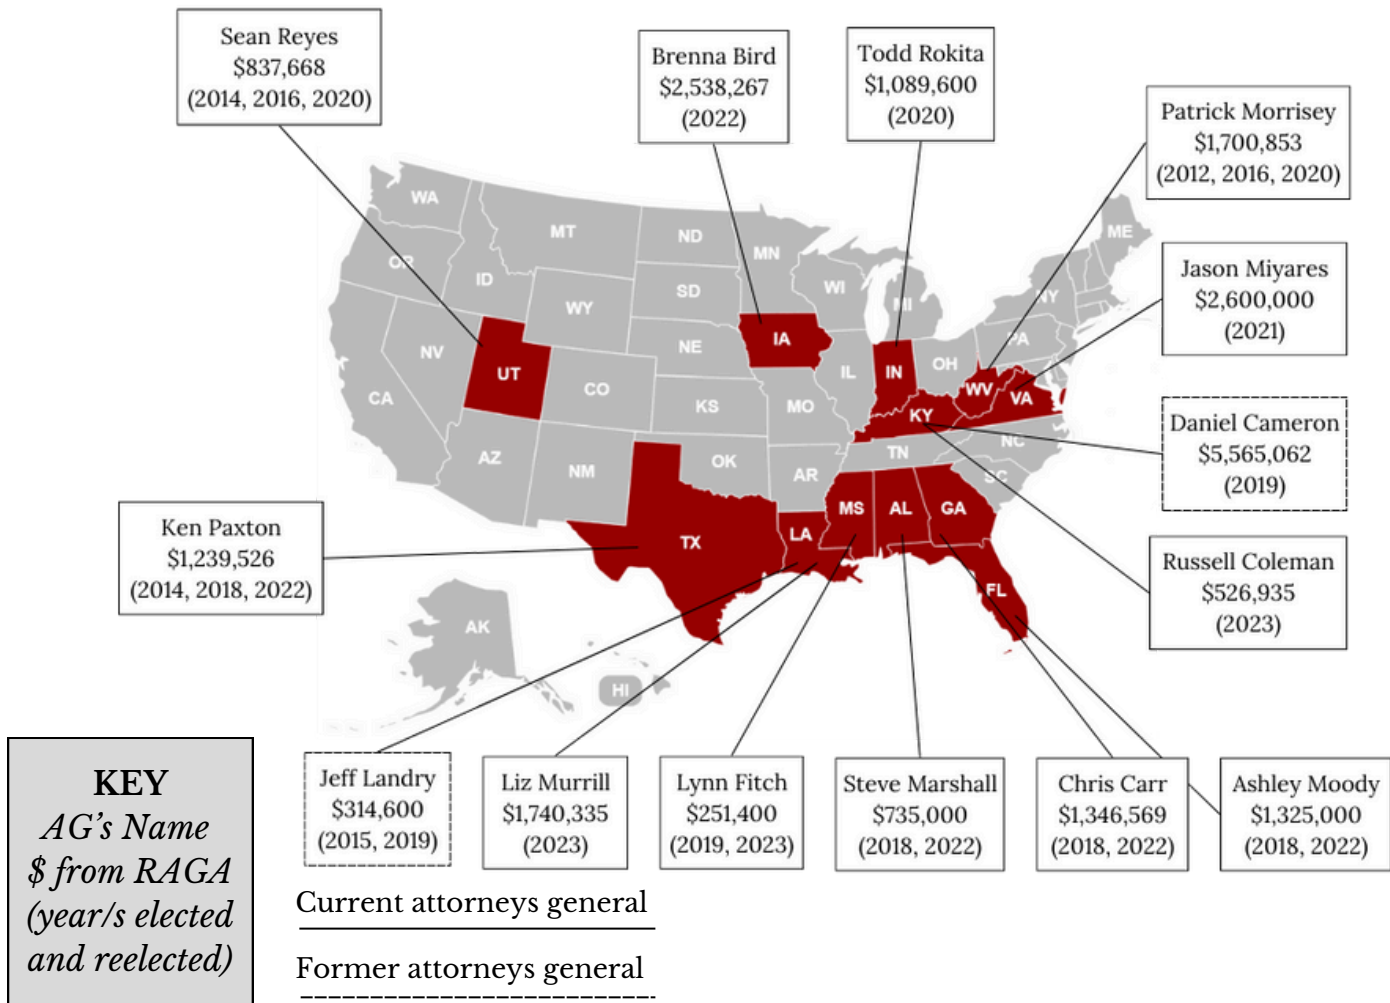 Sean Reyes
$837,668
(2014, 2016, 2020)
Brenna Bird
$2,538,267
(2022)
Todd Rokita
$1,089,600
(2020)
Patrick Morrisey
$1,700,853
(2012, 2016, 2020)
Jason Miyares
$2,600,000
(2021)
Daniel Cameron
$5,565,062
(2019)
Russell Coleman
$526,935
(2023)
Ken Paxton
$1,239,526
(2014, 2018, 2022)
WA
OR
MT
ID
WY
ND
SD
MN
WI
MI
NY
ME
NV
UT
CO
NE
IA
IL
IN
OH
PA
CA
KS
MO
KY
WV
VA
AZ
NM
OK
AR
TN
NC
SC
TX
LA
MS
AL
GA
FL
AK
HI
Jeff Landry
$314,600
(2015, 2019)
Liz Murrill
$1,740,335
(2023)
Lynn Fitch
$251,400
(2019, 2023)
Steve Marshall
$735,000
(2018, 2022)
Chris Carr
$1,346,569
(2018, 2022)
Ashley Moody
$1,325,000
(2018, 2022)
KEY
AG’s Name
$ from RAGA
(year/s elected
and reelected)
Current attorneys general
Former attorneys general